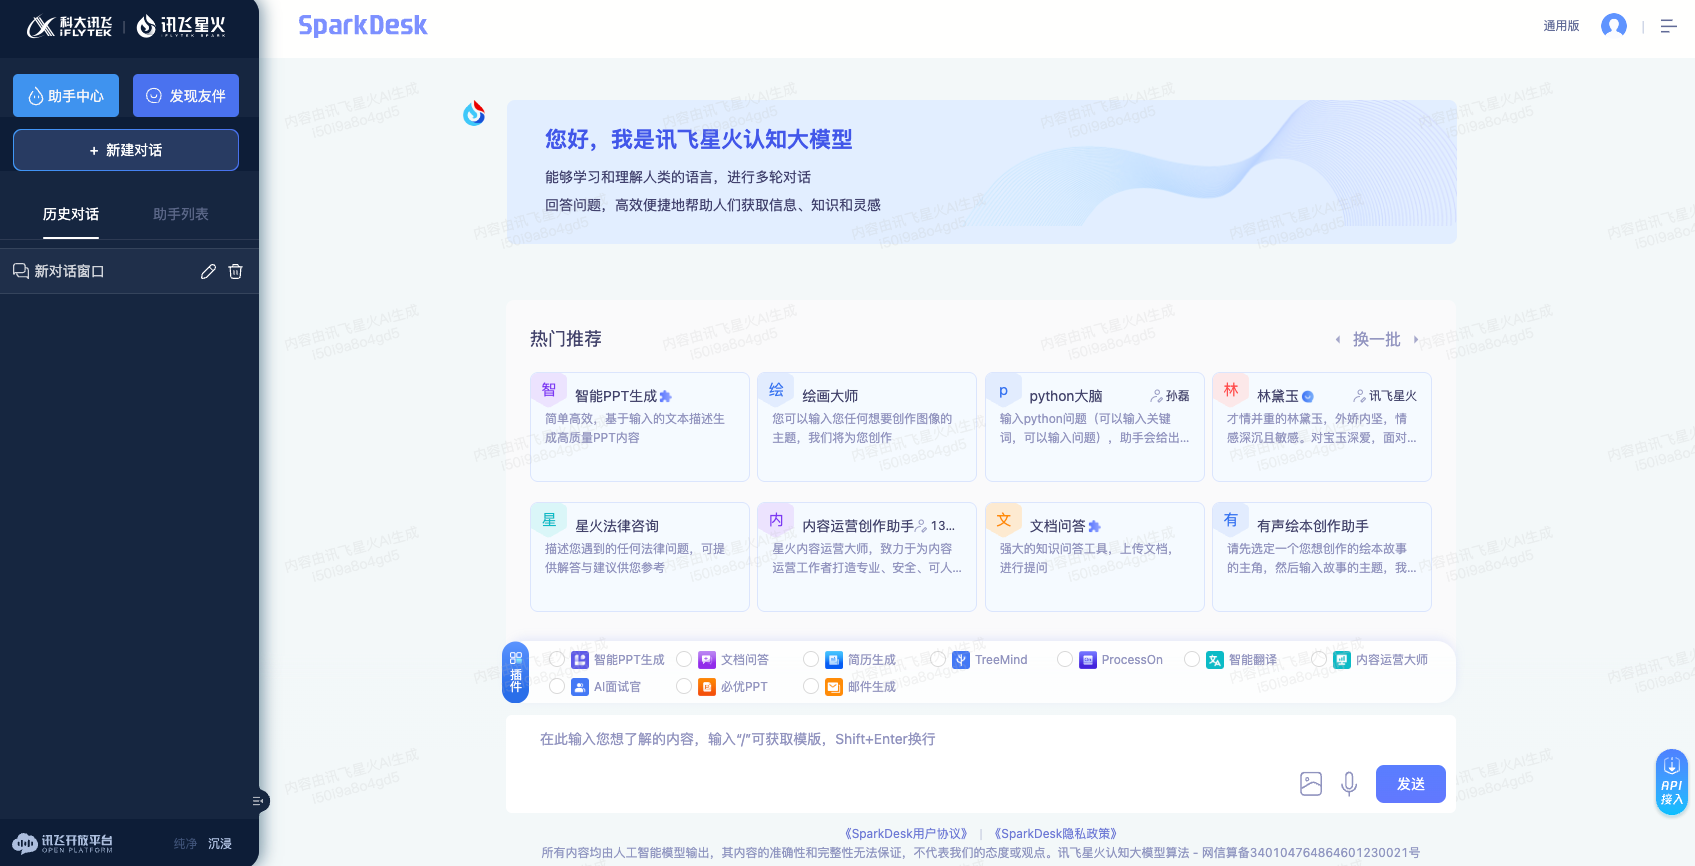 科大讯飞
iFLYTEK
讯飞星火
IFLYTEK SPARK
SparkDesk
通用版
助手中心
发现友伴
+ 新建对话
历史对话
助手列表
新对话窗口
您好，我是讯飞星火认知大模型
能够学习和理解人类的语言，进行多轮对话
回答问题，高效便捷地帮助人们获取信息、知识和灵感
热门推荐
换一批
智
智能PPT生成
简单高效，基于输入的文本描述生
成高质量PPT内容
绘
绘画大师
您可以输入您任何想要创作图像的
主题，我们将为您创作
p
python大脑
孙磊
输入python问题（可以输入关键
词，可以输入问题），助手会给出...
林
林黛玉
讯飞星火
才情并重的林黛玉，外娇内坚，情
感深沉且敏感。对宝玉深爱，面对...
星
星火法律咨询
描述您遇到的任何法律问题，可提
供解答与建议供您参考
内
内容运营创作助手
13...
星火内容运营大师，致力于为内容
运营工作者打造专业、安全、可人...
文
文档问答
强大的知识问答工具，上传文档，
进行提问
有
有声绘本创作助手
请先选定一个您想创作的绘本故事
的主角，然后输入故事的主题，我...
插件
智能PPT生成
文档问答
简历生成
TreeMind
ProcessOn
智能翻译
内容运营大师
AI面试官
必优PPT
邮件生成
在此输入您想了解的内容，输入“/”可获取模版，Shift+Enter换行
发送
API
接入
讯飞开放平台
OPEN PLATFORM
纯净
沉浸
《SparkDesk用户协议》 | 《SparkDesk隐私政策》
所有内容均由人工智能模型输出，其内容的准确性和完整性无法保证，不代表我们的态度或观点。讯飞星火认知大模型算法 - 网信算备340104764864601230021号
内容由讯飞星火AI生成
i50i9a8o4gd5